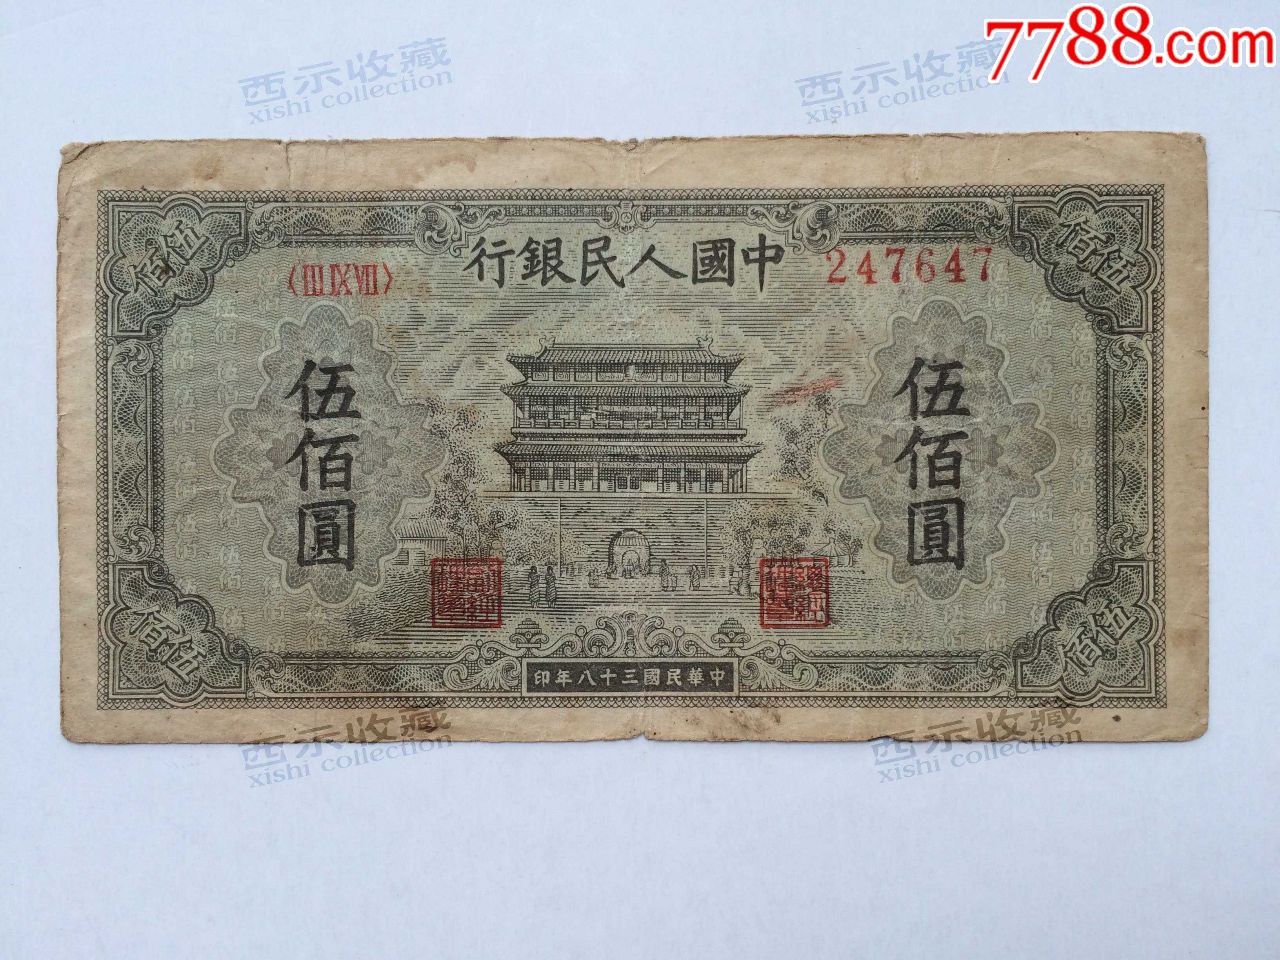 7788.com
西示收藏
xishi collection
西示收藏
xishi collection
中國人民銀行
〈ⅢⅨⅦ〉
247647
伍佰
伍佰
伍佰圓
伍佰圓
伍佰
伍佰
中華民國三十八年印
西示收藏
xishi collection
西示收藏
xishi collection